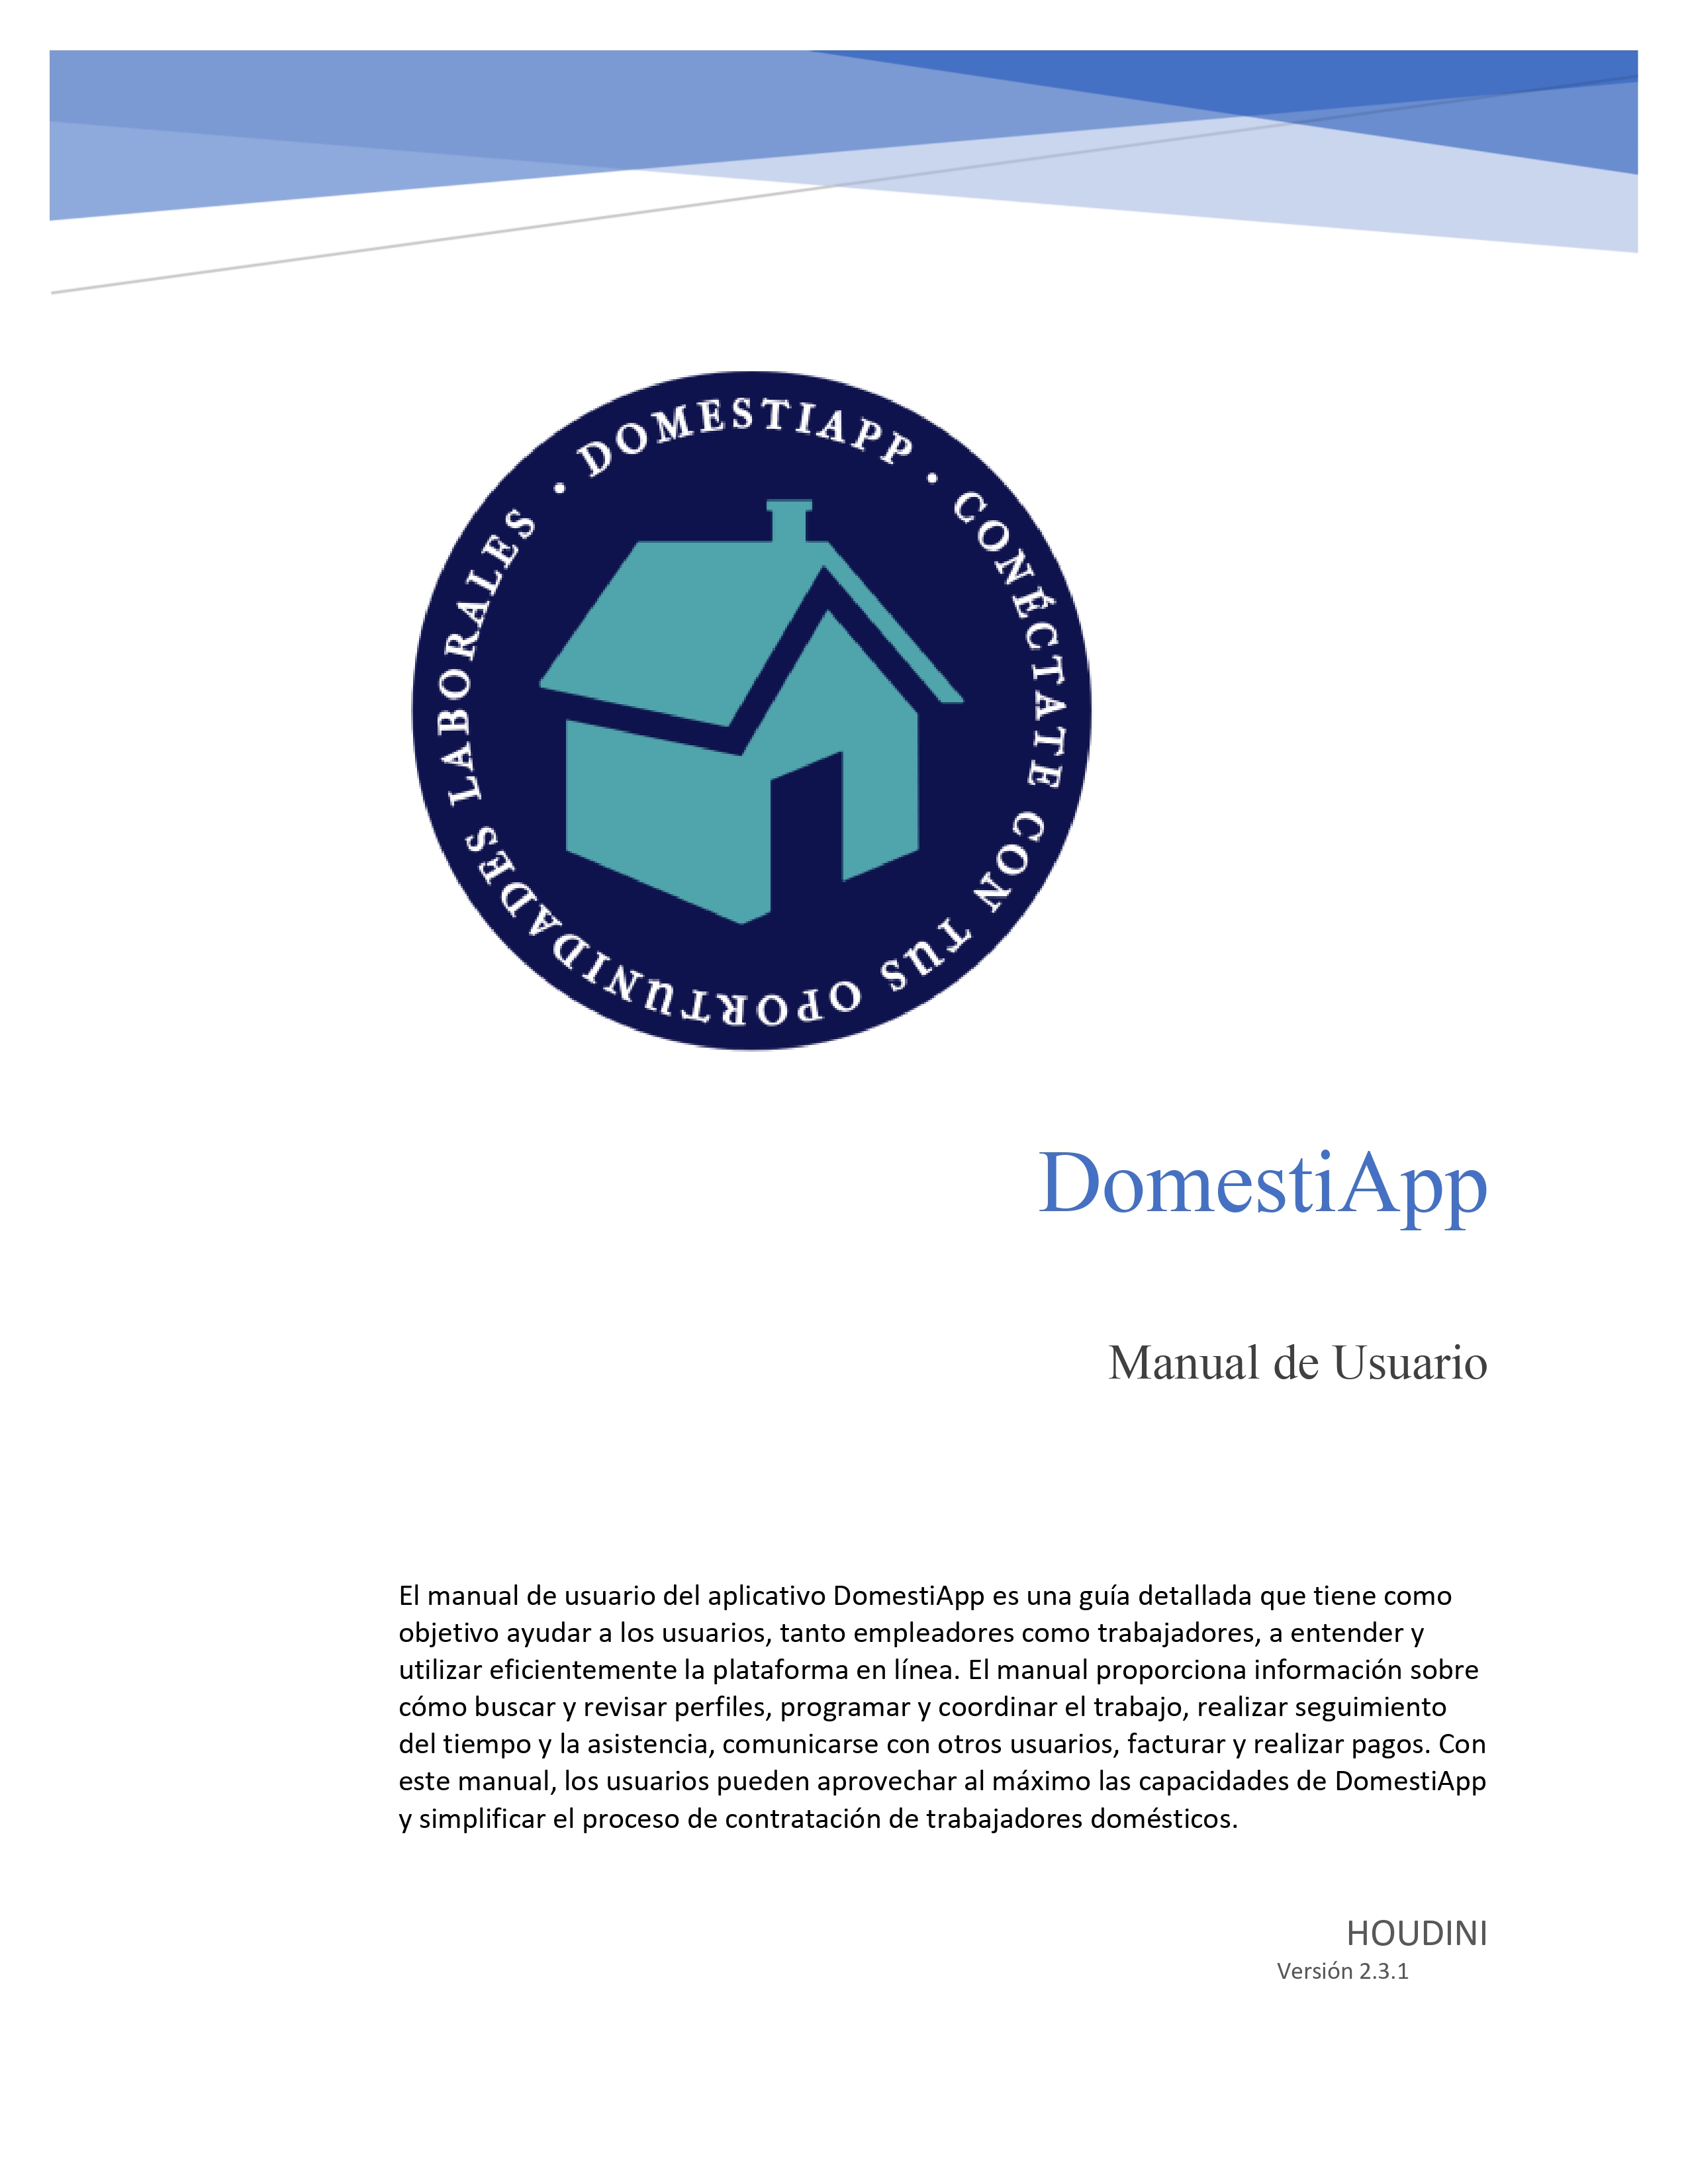 DOMESTIAPP • CONÉCTATE CON TUS OPORTUNIDADES LABORALES •
DomestiApp
Manual de Usuario
El manual de usuario del aplicativo DomestiApp es una guía detallada que tiene como
objetivo ayudar a los usuarios, tanto empleadores como trabajadores, a entender y
utilizar eficientemente la plataforma en línea. El manual proporciona información sobre
cómo buscar y revisar perfiles, programar y coordinar el trabajo, realizar seguimiento
del tiempo y la asistencia, comunicarse con otros usuarios, facturar y realizar pagos. Con
este manual, los usuarios pueden aprovechar al máximo las capacidades de DomestiApp
y simplificar el proceso de contratación de trabajadores domésticos.
HOUDINI
Versión 2.3.1